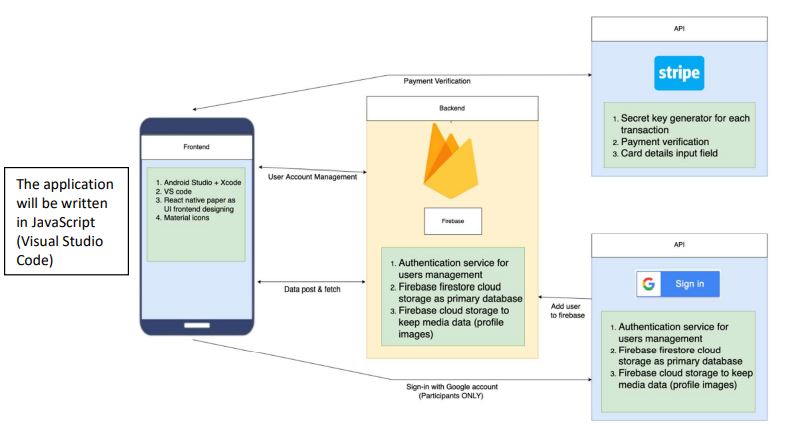 API
stripe
1. Secret key generator for each
transaction
2. Payment verification
3. Card details input field
Payment Verification
Backend
Firebase
1. Authentication service for
users management
2. Firebase firestore cloud
storage as primary database
3. Firebase cloud storage to
keep media data (profile
images)
Frontend
1. Android Studio + Xcode
2. VS code
3. React native paper as
UI frontend designing
4. Material icons
User Account Management
Data post & fetch
The application
will be written
in JavaScript
(Visual Studio
Code)
API
G
Sign in
1. Authentication service for
users management
2. Firebase firestore cloud
storage as primary database
3. Firebase cloud storage to keep
media data (profile images)
Add user
to firebase
Sign-in with Google account
(Participants ONLY)